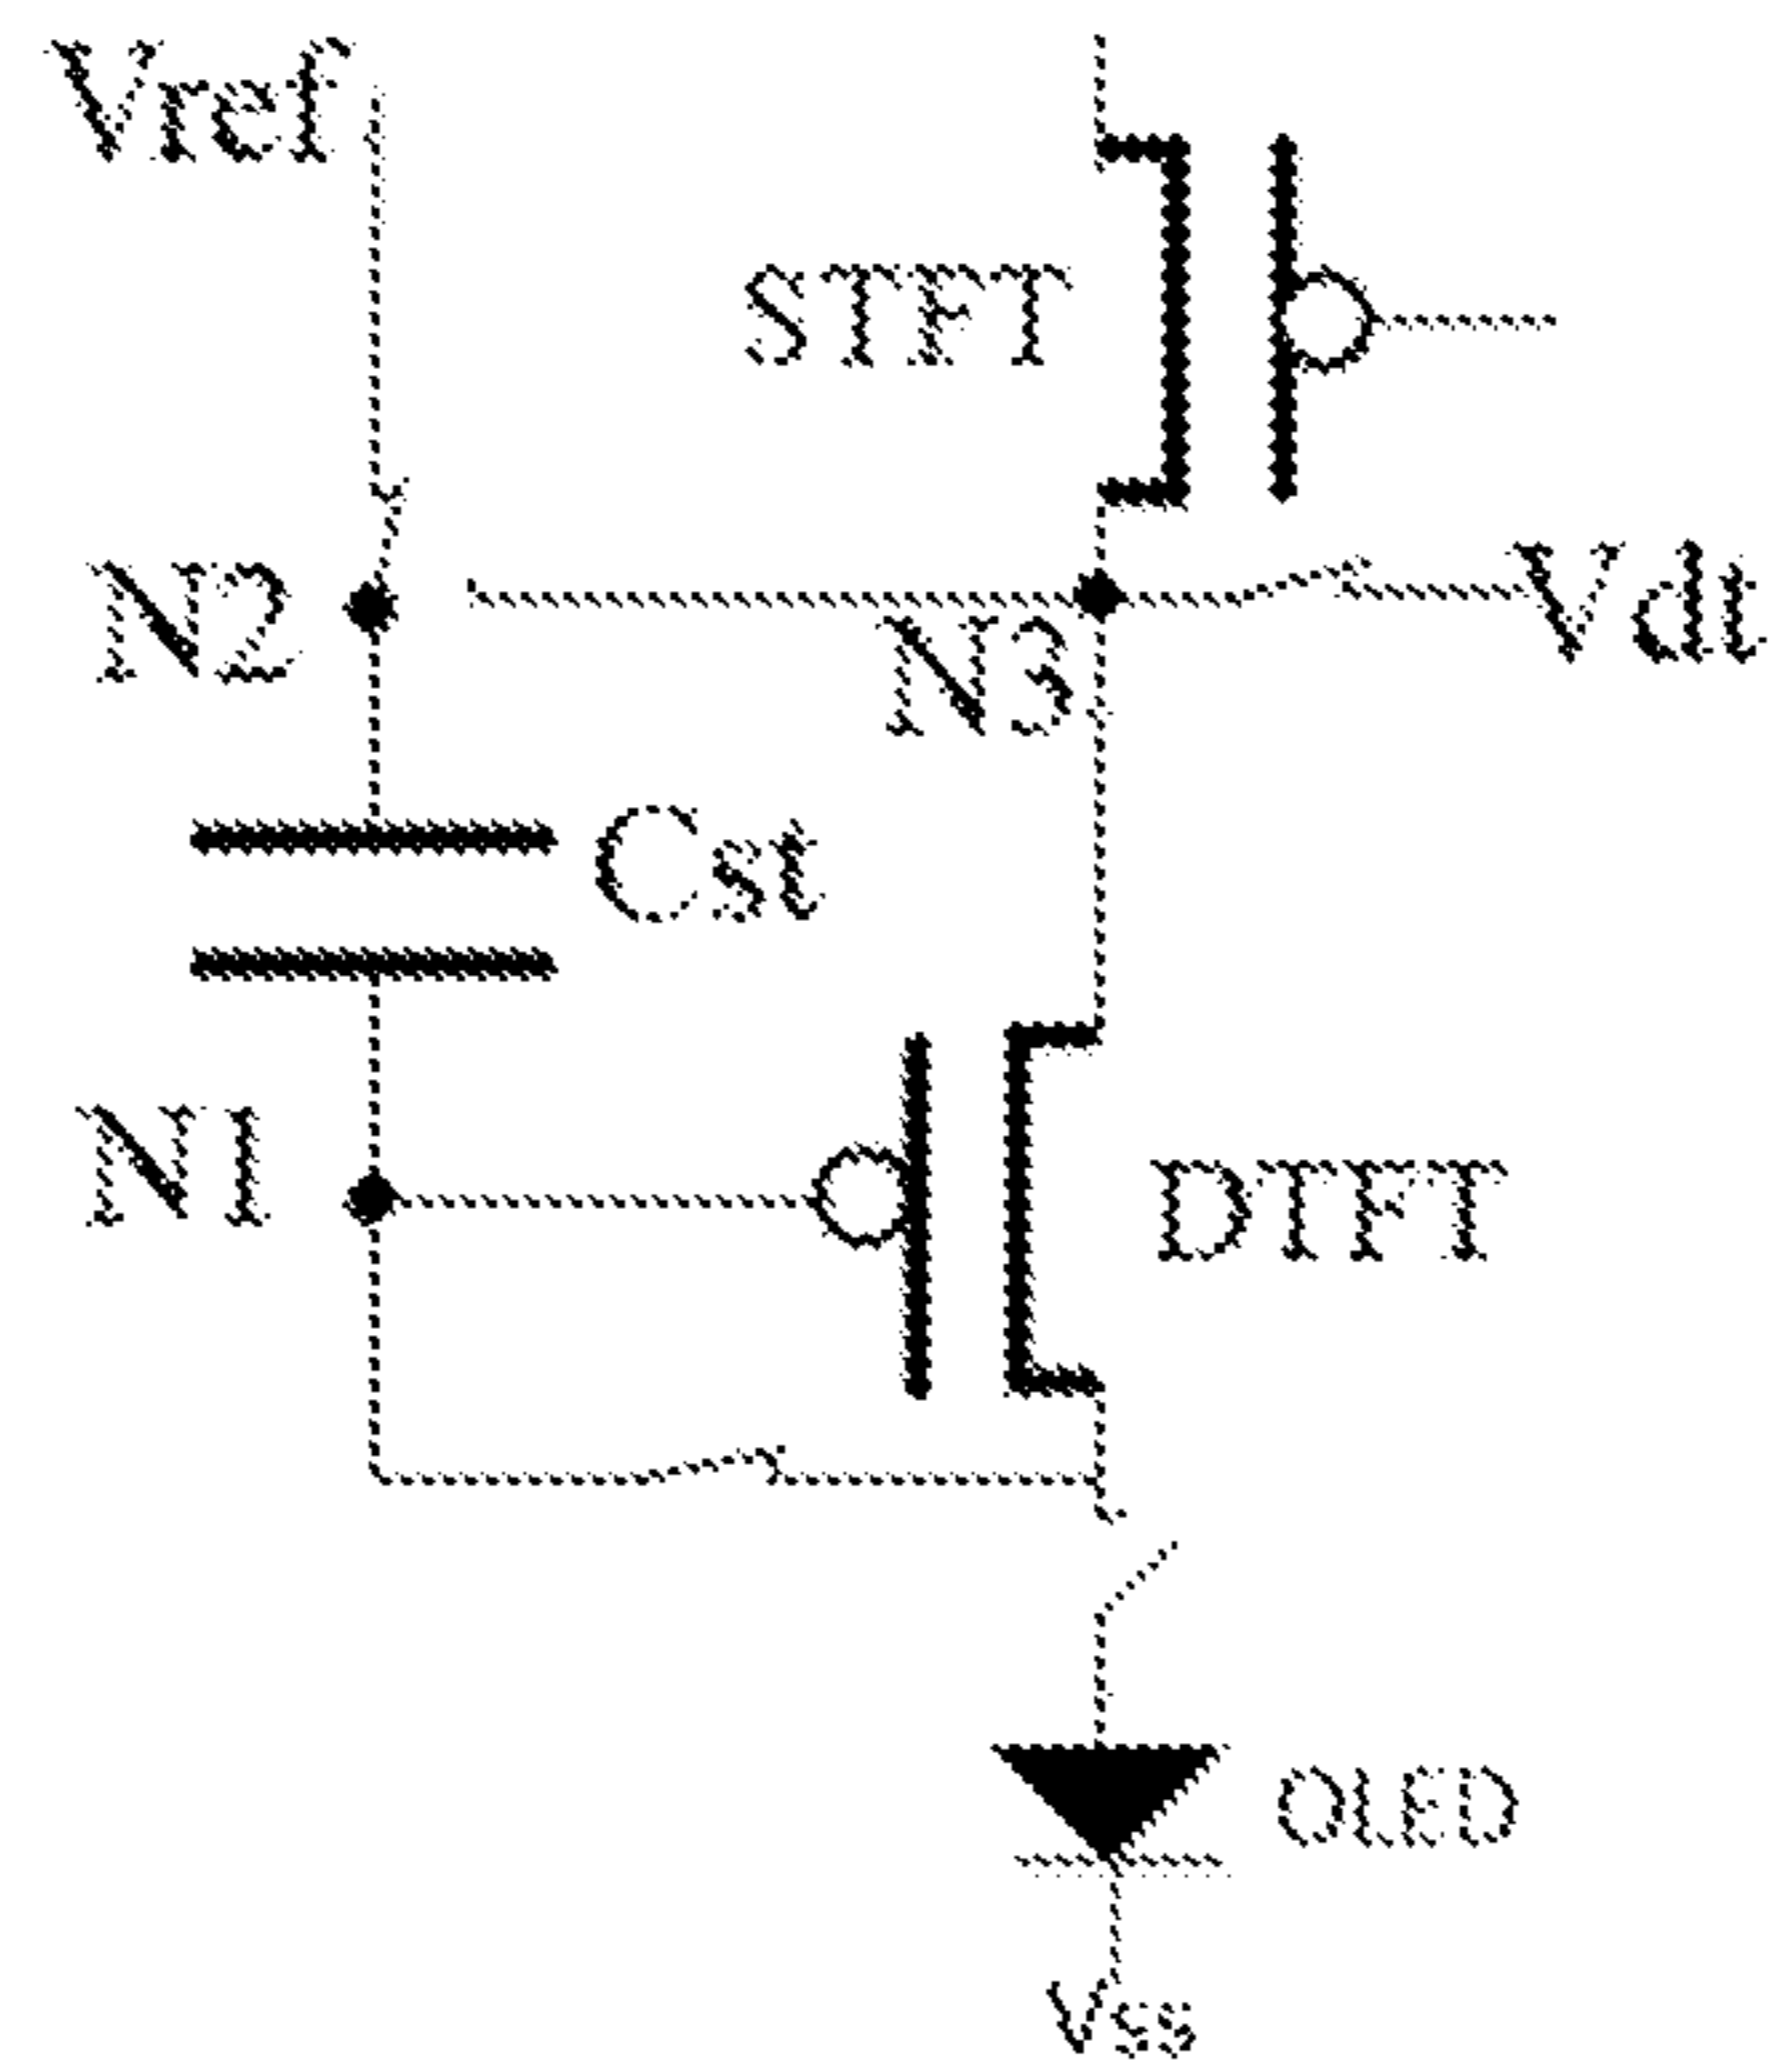 Vref
STFT
N2
Vdt
N3
Cst
N1
DTFT
OLED
Vss